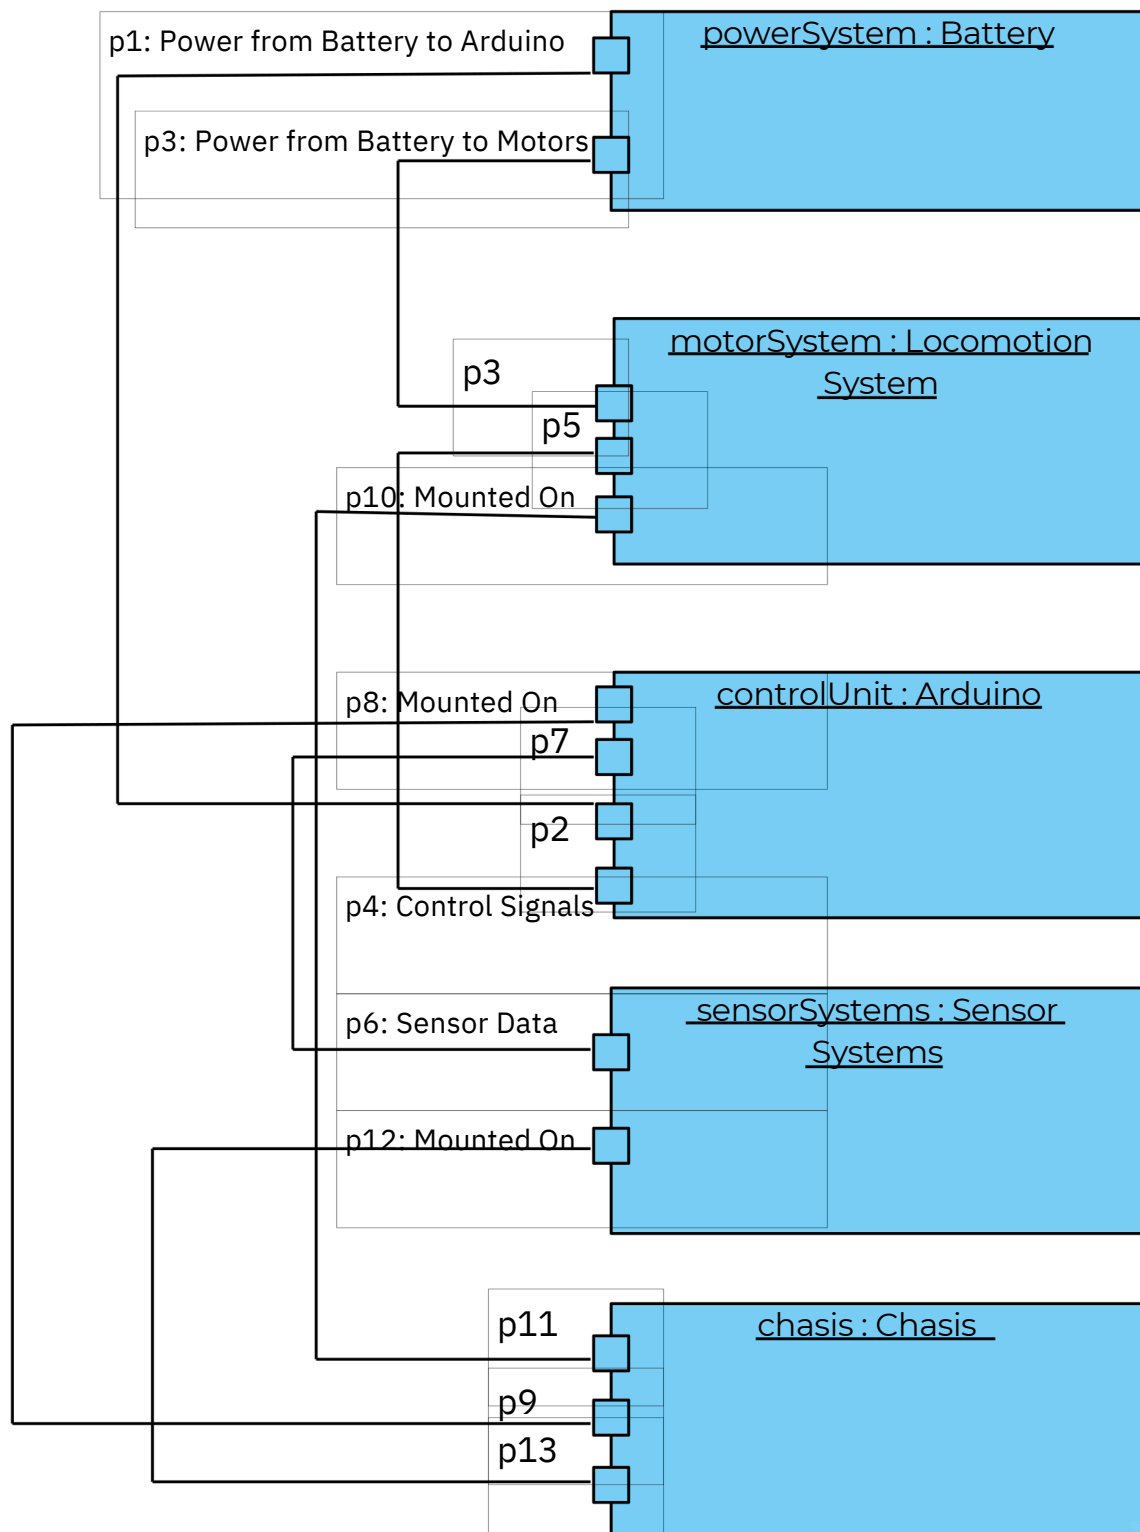 p1: Power from Battery to Arduino
powerSystem : Battery
p3: Power from Battery to Motors
motorSystem : Locomotion
System
p3
p5
p10: Mounted On
controlUnit : Arduino
p8: Mounted On
p7
p2
p4: Control Signals
sensorSystems : Sensor
Systems
p6: Sensor Data
p12: Mounted On
chasis : Chasis
p11
p9
p13